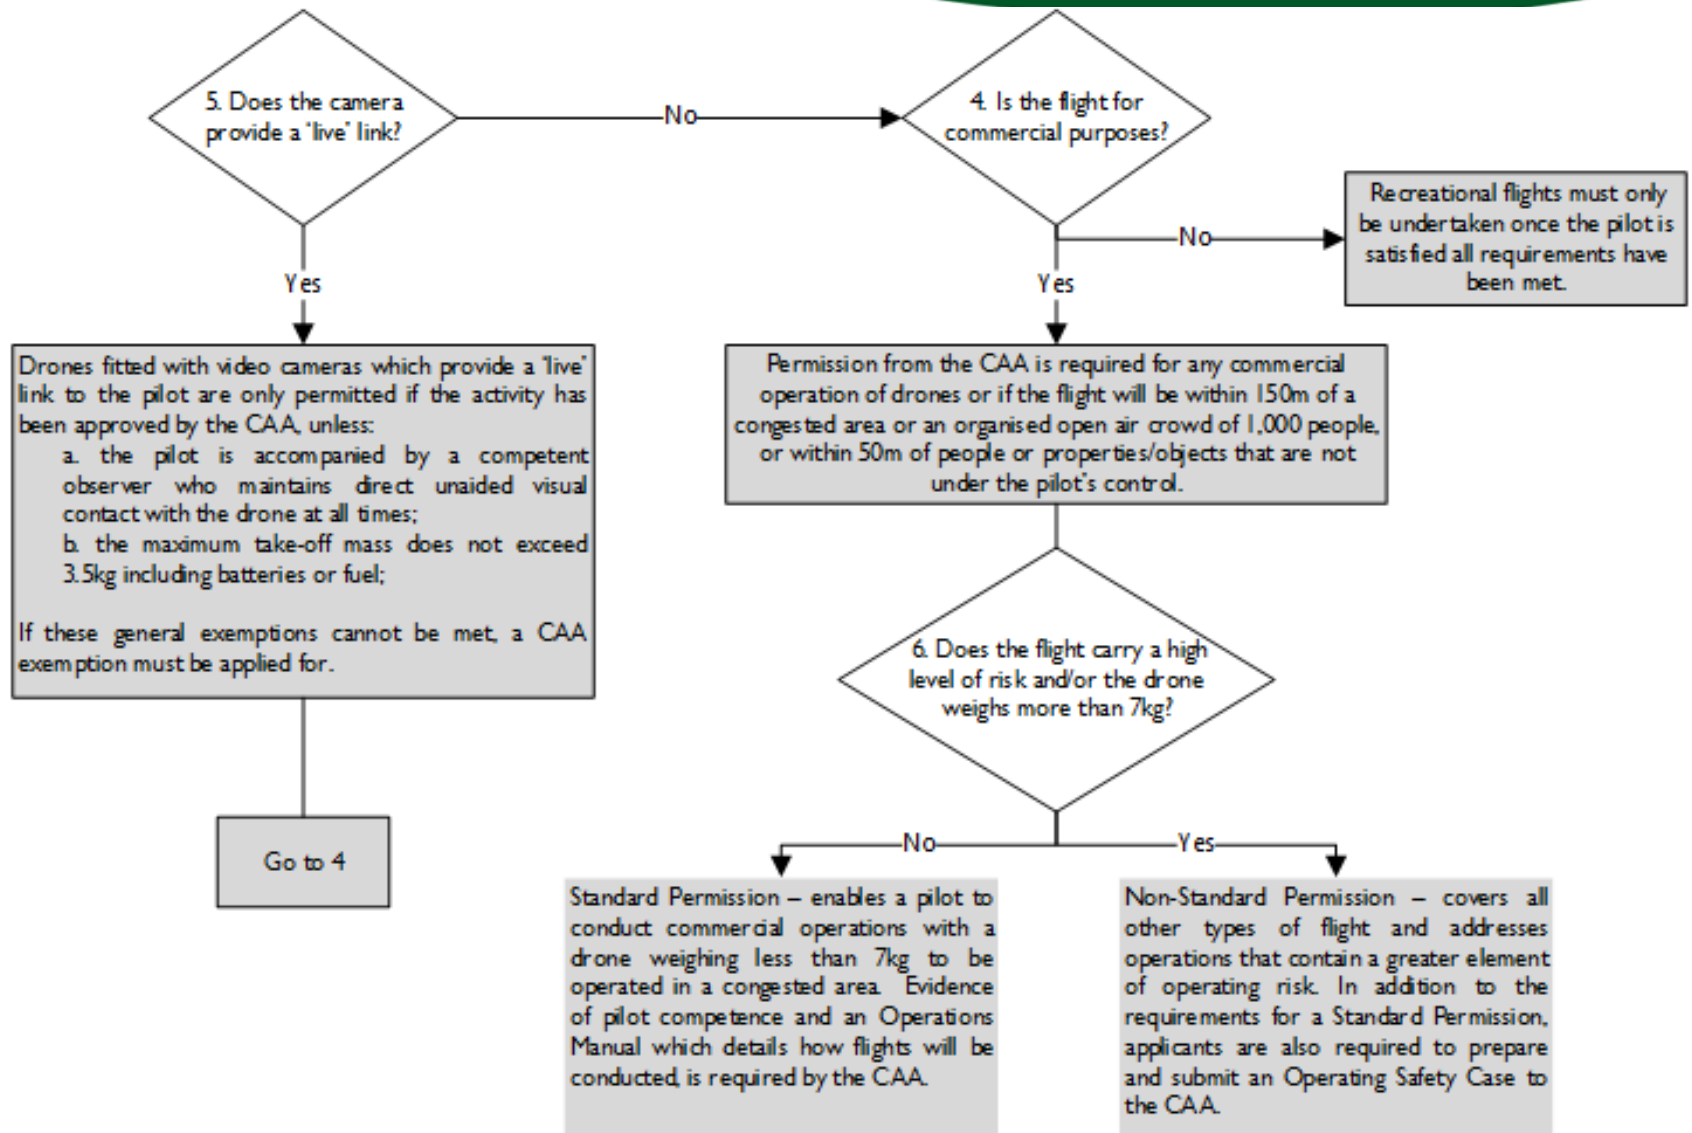 5. Does the camera
provide a 'live' link?
No
4. Is the flight for
commercial purposes?
No
Recreational flights must only
be undertaken once the pilot is
satisfied all requirements have
been met.
Yes
Yes
Drones fitted with video cameras which provide a 'live'
link to the pilot are only permitted if the activity has
been approved by the CAA, unless:
a. the pilot is accompanied by a competent
observer who maintains direct unaided visual
contact with the drone at all times;
b. the maximum take-off mass does not exceed
3.5kg including batteries or fuel;
If these general exemptions cannot be met, a CAA
exemption must be applied for.
Go to 4
Permission from the CAA is required for any commercial
operation of drones or if the flight will be within 150m of a
congested area or an organised open air crowd of 1,000 people,
or within 50m of people or properties/objects that are not
under the pilot's control.
6. Does the flight carry a high
level of risk and/or the drone
weighs more than 7kg?
No
Yes
Standard Permission – enables a pilot to
conduct commercial operations with a
drone weighing less than 7kg to be
operated in a congested area. Evidence
of pilot competence and an Operations
Manual which details how flights will be
conducted, is required by the CAA.
Non-Standard Permission – covers all
other types of flight and addresses
operations that contain a greater element
of operating risk. In addition to the
requirements for a Standard Permission,
applicants are also required to prepare
and submit an Operating Safety Case to
the CAA.